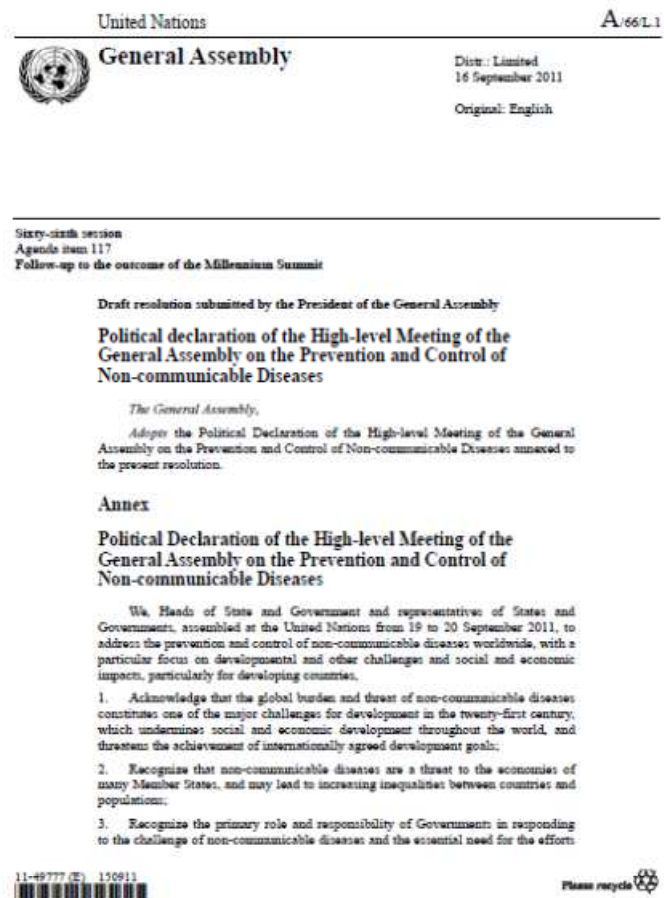 United Nations
A/66/L.1
General Assembly
Distr.: Limited
16 September 2011
Original: English
Sixty-sixth session
Agenda item 117
Follow-up to the outcome of the Millennium Summit
Draft resolution submitted by the President of the General Assembly
Political declaration of the High-level Meeting of the
General Assembly on the Prevention and Control of
Non-communicable Diseases
The General Assembly,
Adopts the Political Declaration of the High-level Meeting of the General
Assembly on the Prevention and Control of Non-communicable Diseases annexed to
the present resolution.
Annex
Political Declaration of the High-level Meeting of the
General Assembly on the Prevention and Control of
Non-communicable Diseases
We, Heads of State and Government and representatives of States and
Governments, assembled at the United Nations from 19 to 20 September 2011, to
address the prevention and control of non-communicable diseases worldwide, with a
particular focus on developmental and other challenges and social and economic
impacts, particularly for developing countries,
1. Acknowledge that the global burden and threat of non-communicable diseases
constitutes one of the major challenges for development in the twenty-first century,
which undermines social and economic development throughout the world, and
threatens the achievement of internationally agreed development goals;
2. Recognize that non-communicable diseases are a threat to the economies of
many Member States, and may lead to increasing inequalities between countries and
populations;
3. Recognize the primary role and responsibility of Governments in responding
to the challenge of non-communicable diseases and the essential need for the efforts
11-49777 (E) 150911
Please recycle